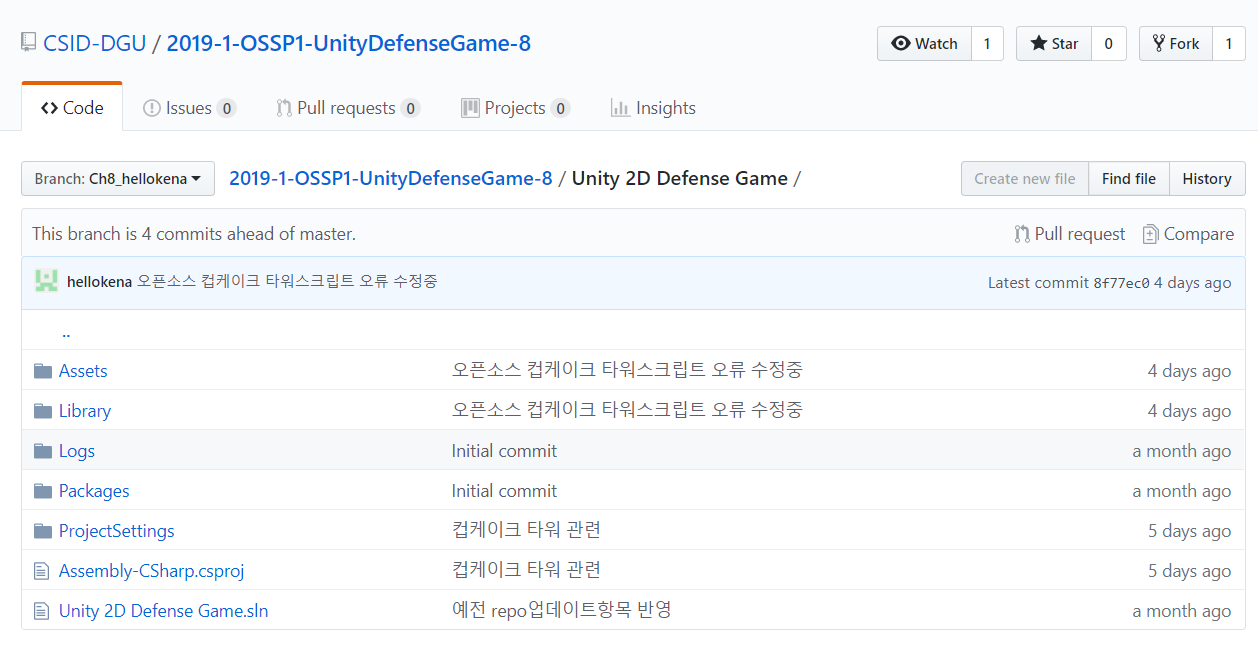 CSID-DGU / 2019-1-OSSP1-UnityDefenseGame-8
Watch 1 Star 0 Fork 1
Code Issues 0 Pull requests 0 Projects 0 Insights
Branch: Ch8_hellokena 2019-1-OSSP1-UnityDefenseGame-8 / Unity 2D Defense Game / Create new file Find file History
This branch is 4 commits ahead of master. Pull request Compare
hellokena 오픈소스 컵케이크 타워스크립트 오류 수정중 Latest commit 8f77ec0 4 days ago
..
Assets 오픈소스 컵케이크 타워스크립트 오류 수정중 4 days ago
Library 오픈소스 컵케이크 타워스크립트 오류 수정중 4 days ago
Logs Initial commit a month ago
Packages Initial commit a month ago
ProjectSettings 컵케이크 타워 관련 5 days ago
Assembly-CSharp.csproj 컵케이크 타워 관련 5 days ago
Unity 2D Defense Game.sln 예전 repo업데이트항목 반영 a month ago